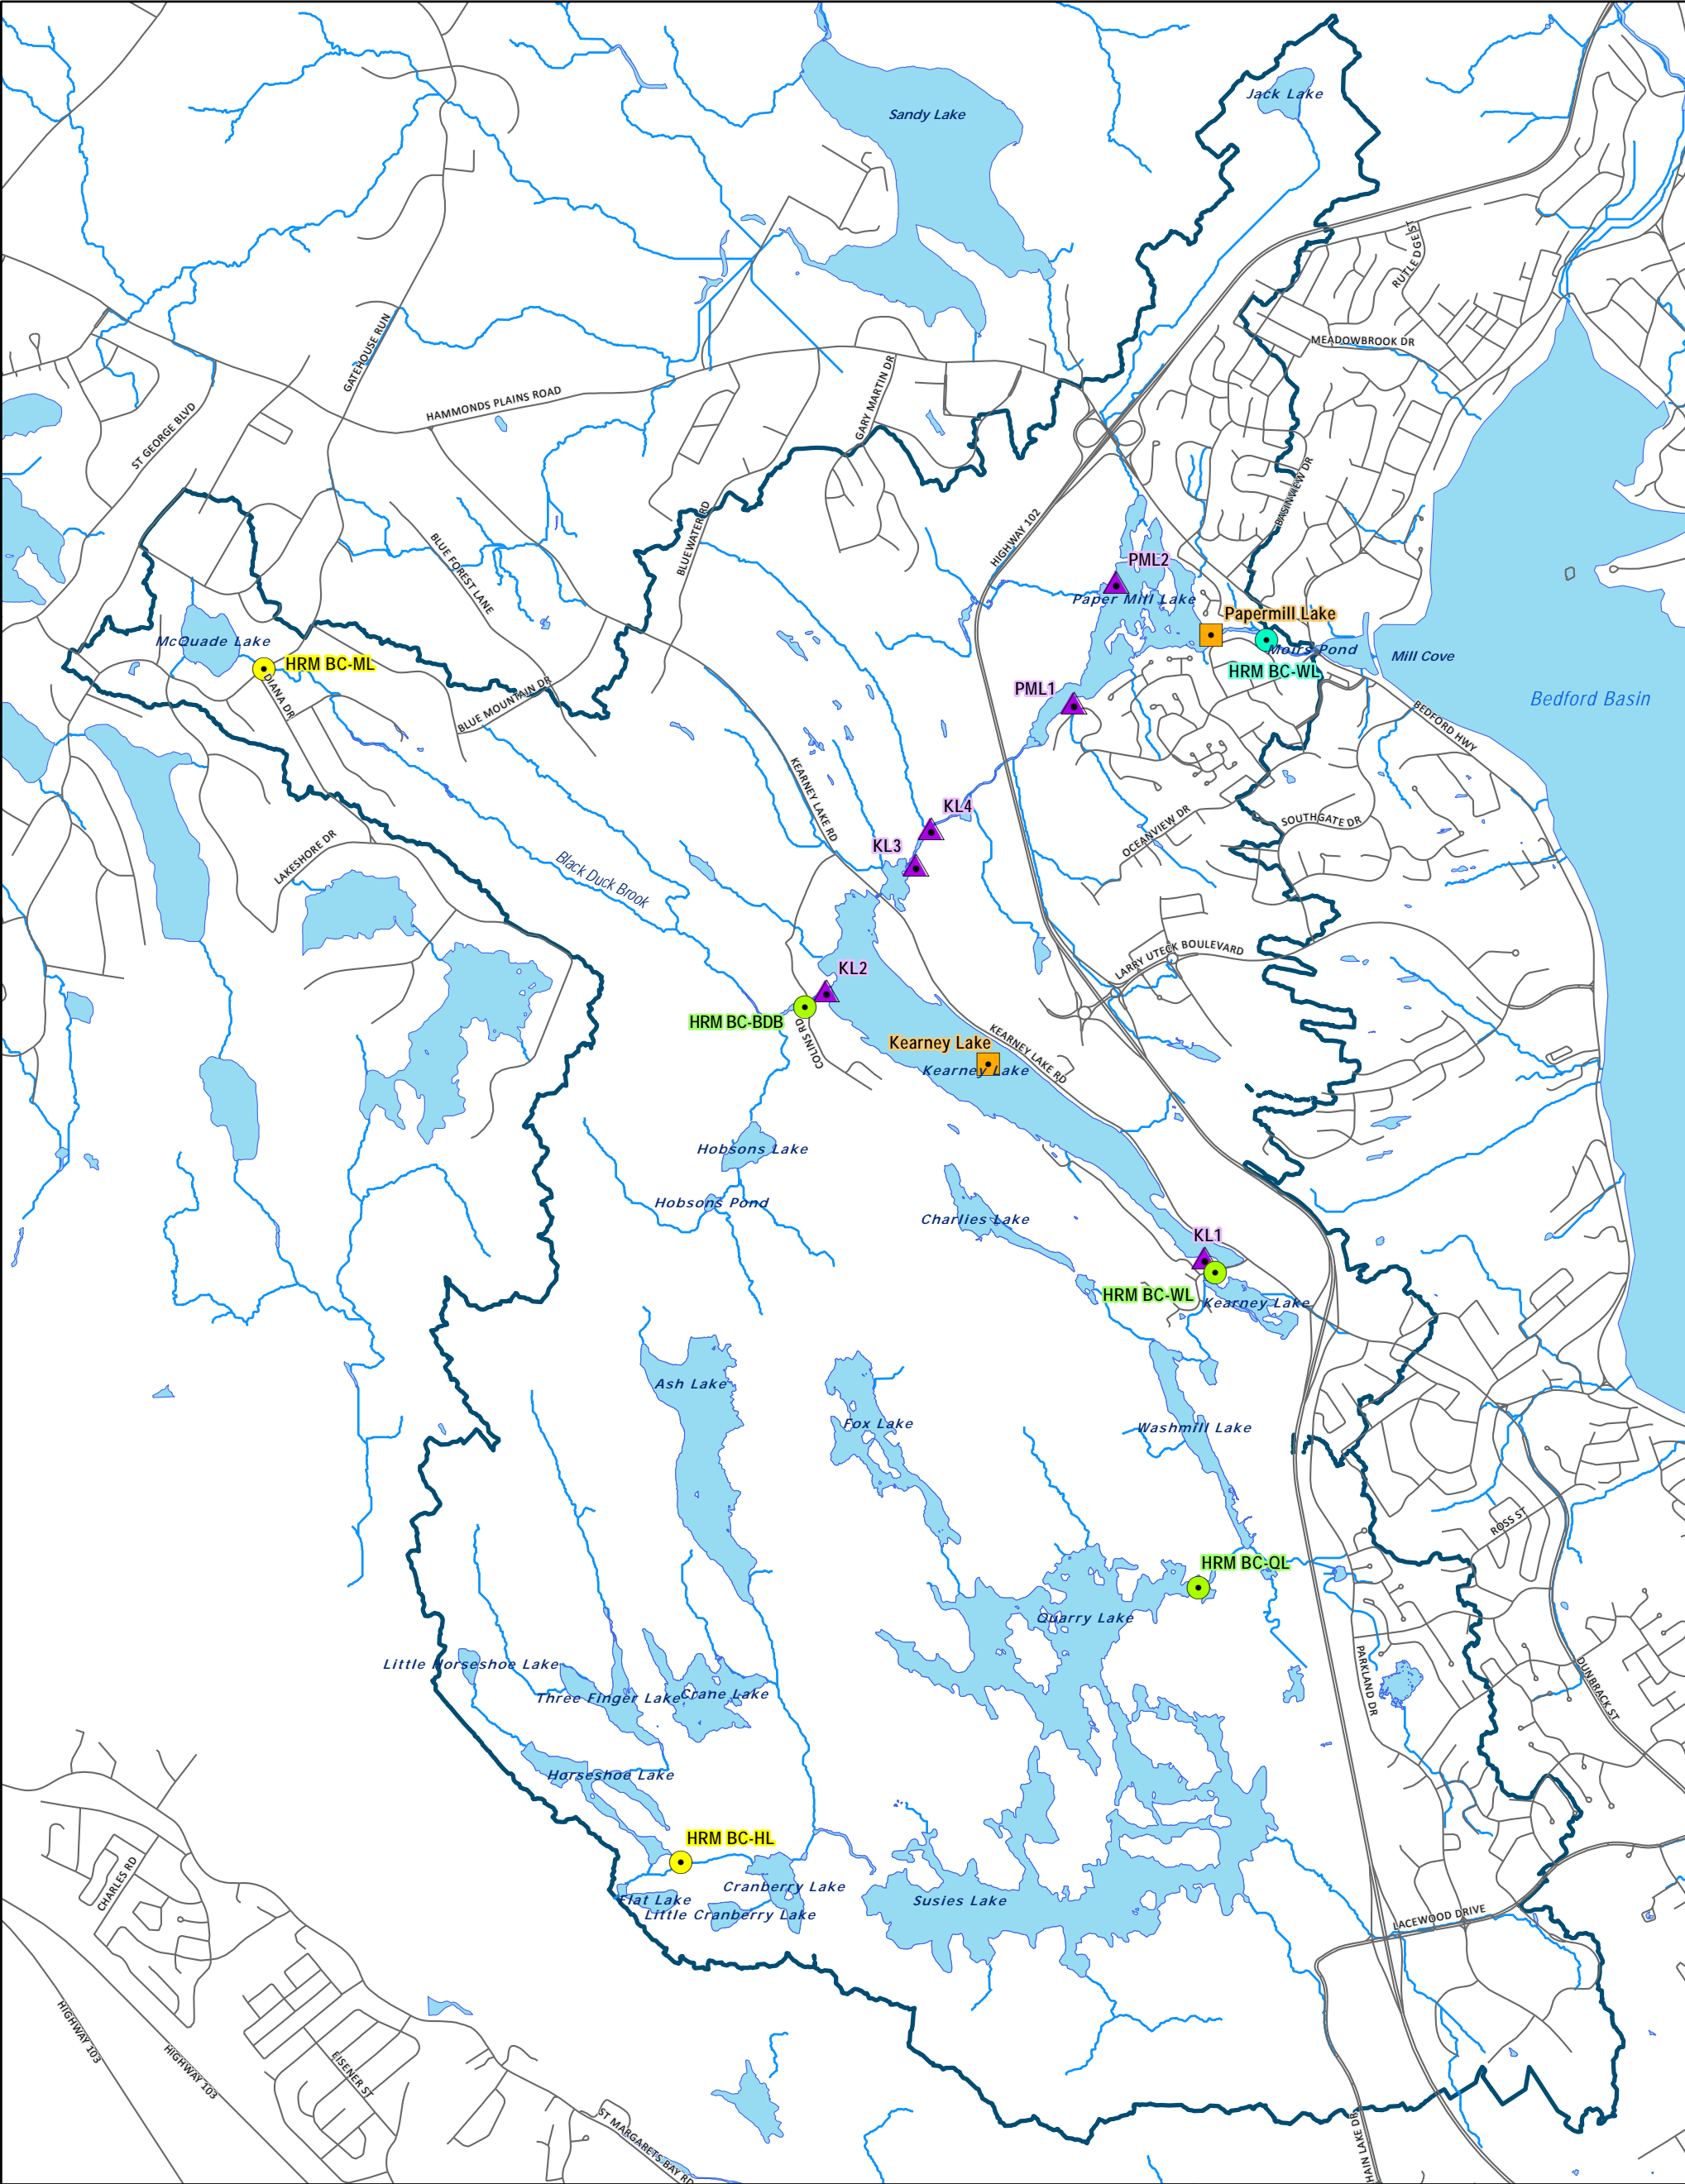 Jack Lake
Sandy Lake
RUTLEDGE ST
MEADOWBROOK DR
GATEHOUSE RUN
HAMMONDS PLAINS ROAD
GARY MARTIN DR
ST GEORGE BLVD
BASINVIEW DR
BLUEWATER RD
HIGHWAY 102
BLUE FOREST LANE
PML2
Paper Mill Lake
Papermill Lake
McQuade Lake
HRM BC-ML
Moirs Pond
Mill Cove
HRM BC-WL
PML1
DIANA DR
BLUE MOUNTAIN DR
Bedford Basin
BEDFORD HWY
KEARNEY LAKE RD
KL4
SOUTHGATE DR
OCEANVIEW DR
KL3
LAKESHORE DR
Black Duck Brook
LARRY UTECK BOULEVARD
KL2
HRM BC-BDB
COLINS RD
KEARNEY LAKE RD
Kearney Lake
Kearney Lake
Hobsons Lake
Hobsons Pond
Charlies Lake
KL1
HRM BC-WL
Kearney Lake
Ash Lake
Fox Lake
Washmill Lake
ROSS ST
HRM BC-QL
Quarry Lake
Little Horseshoe Lake
Three Finger Lake
Crane Lake
PARKLAND DR
DUNBRACK ST
Horseshoe Lake
HRM BC-HL
CHARLES RD
Cranberry Lake
Flat Lake
Little Cranberry Lake
Susies Lake
LACEWOOD DRIVE
HIGHWAY 103
HIGHWAY 103
EISENER ST
ST MARGARETS BAY RD
HAIN LAKE DR